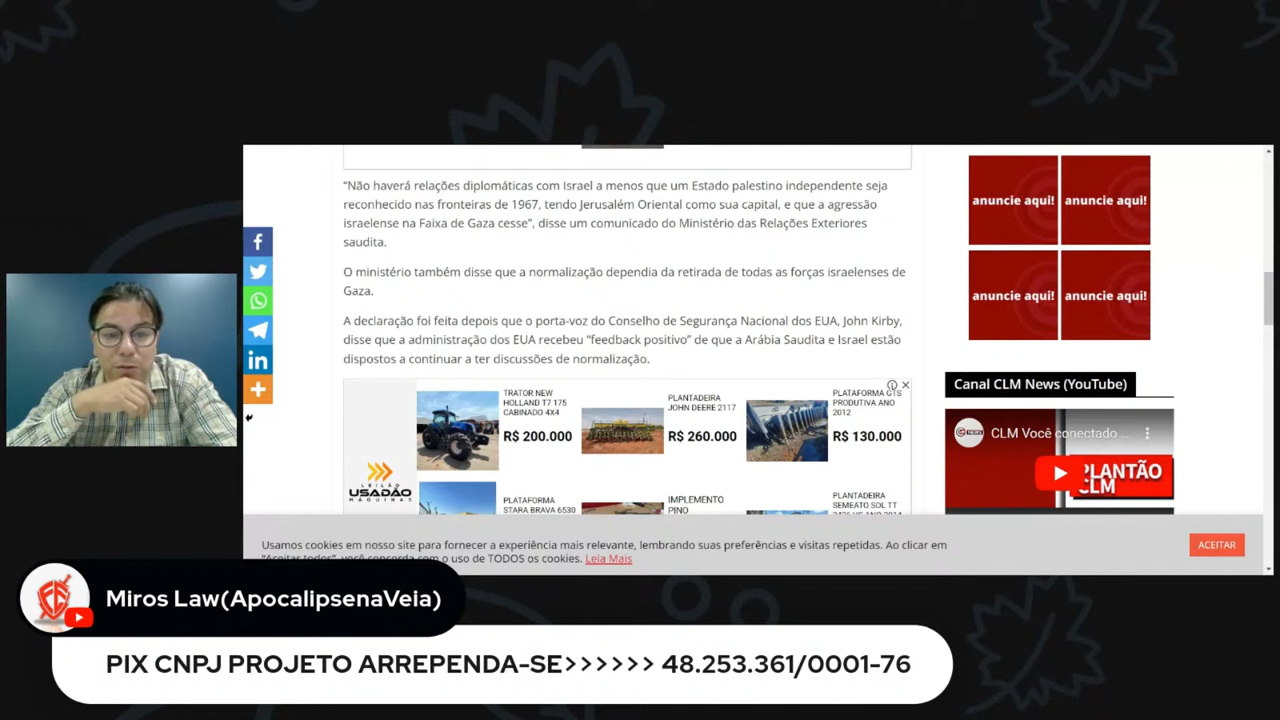 “Não haverá relações diplomáticas com Israel a menos que um Estado palestino independente seja
reconhecido nas fronteiras de 1967, tendo Jerusalém Oriental como sua capital, e que a agressão
israelense na Faixa de Gaza cesse”, disse um comunicado do Ministério das Relações Exteriores
saudita.
O ministério também disse que a normalização dependia da retirada de todas as forças israelenses de
Gaza.
A declaração foi feita depois que o porta-voz do Conselho de Segurança Nacional dos EUA, John Kirby,
disse que a administração dos EUA recebeu “feedback positivo” de que a Arábia Saudita e Israel estão
dispostos a continuar a ter discussões de normalização.
LEILÃO
USADÃO
MÁQUINAS
TRATOR NEW
HOLLAND T7 175
CABINADO 4X4
R$ 200.000
PLANTADEIRA
JOHN DEERE 2117
R$ 260.000
PLATAFORMA GTS
PRODUTIVA ANO
2012
R$ 130.000
PLATAFORMA
STARA BRAVA 6530
IMPLEMENTO
PINO
PLANTADEIRA
SEMEATO SOL TT
anuncie aqui!
anuncie aqui!
anuncie aqui!
anuncie aqui!
Canal CLM News (YouTube)
CLM Você conectado ...
PLANTÃO
CLM
Usamos cookies em nosso site para fornecer a experiência mais relevante, lembrando suas preferências e visitas repetidas. Ao clicar em
“Aceitar todos”, você concorda com o uso de TODOS os cookies. Leia Mais
ACEITAR
Miros Law(ApocalipsenaVeia)
PIX CNPJ PROJETO ARREPENDA-SE>>>>>> 48.253.361/0001-76